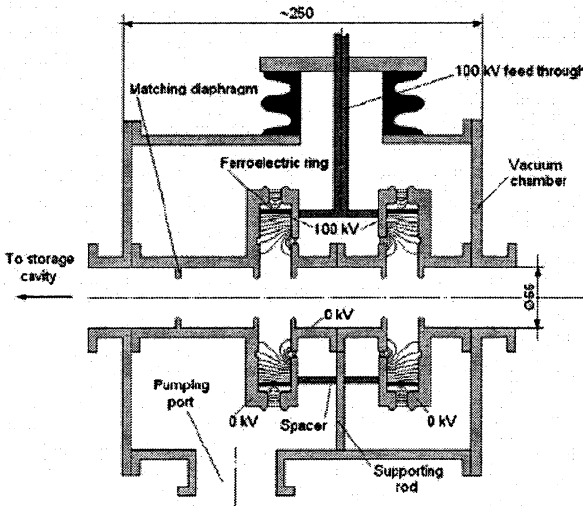 ~250
100 kV feed through
Matching diaphragm
Ferroelectric ring
Vacuum
chamber
100 kV
To storage
cavity
Ø66
0 kV
Pumping
port
0 kV
Spacer
0 kV
Supporting
rod